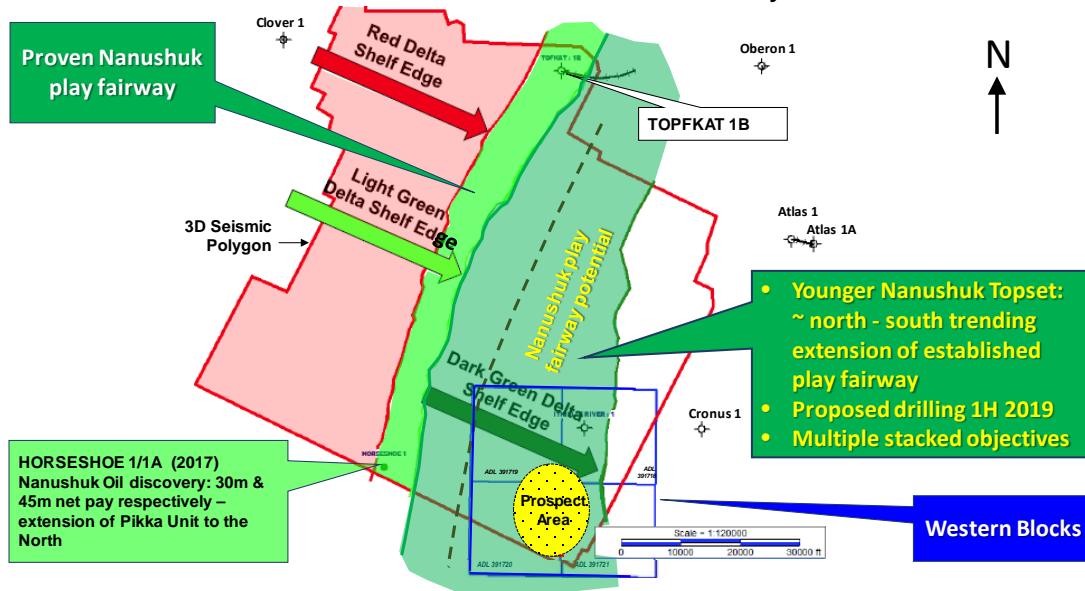 Clover 1
Red Delta
Shelf Edge
Oberon 1
N
Proven Nanushuk
play fairway
TOFKAT : 1B
TOPFKAT 1B
Light Green
Delta Shelf Edge
3D Seismic
Polygon
Atlas 1
Atlas 1A
Nanushuk play
fairway potential
• Younger Nanushuk Topset:
~ north - south trending
extension of established
play fairway
• Proposed drilling 1H 2019
• Multiple stacked objectives
Dark Green Delta
Shelf Edge
Cronus 1
HORSESHOE 1
HORSESHOE 1/1A (2017)
Nanushuk Oil discovery: 30m &
45m net pay respectively –
extension of Pikka Unit to the
North
ADL 391719
ADL 391718
Prospect
Area
Western Blocks
Scale = 1:120000
0 10000 20000 30000 ft
ADL 391720
ADL 391721